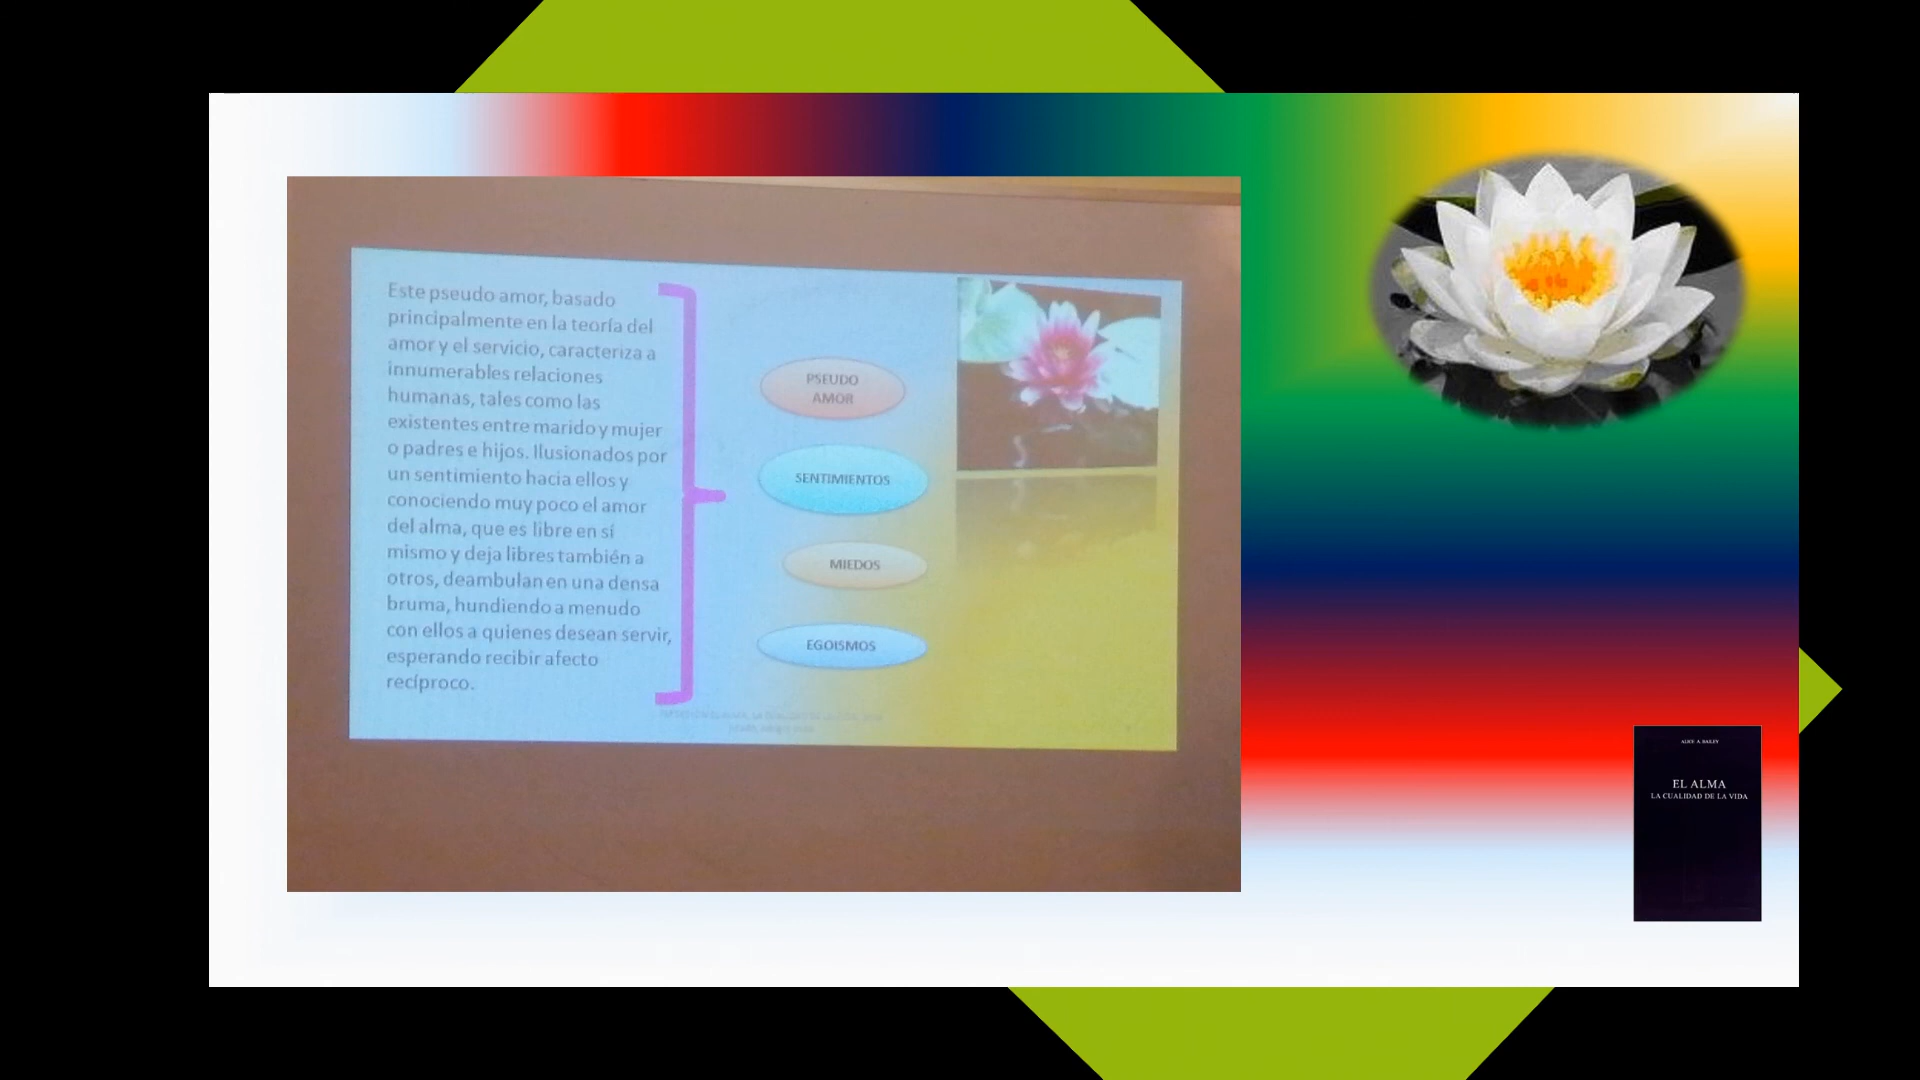 Este pseudo amor, basado
principalmente en la teoría del
amor y el servicio, caracteriza a
innumerables relaciones
humanas, tales como las
existentes entre marido y mujer
o padres e hijos. Ilusionados por
un sentimiento hacia ellos y
conociendo muy poco el amor
del alma, que es libre en sí
mismo y deja libres también a
otros, deambulan en una densa
bruma, hundiendo a menudo
con ellos a quienes desean servir,
esperando recibir afecto
recíproco.
PSEUDO
AMOR
SENTIMIENTOS
MIEDOS
EGOISMOS
ALICE A. BAILEY
EL ALMA
LA CUALIDAD DE LA VIDA